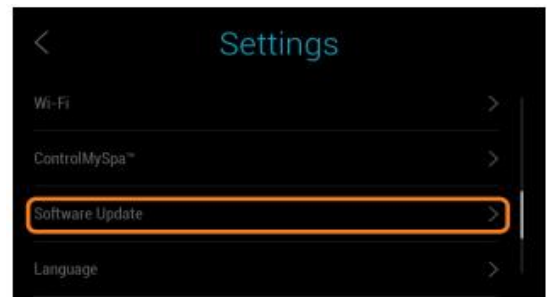 Settings
Wi-Fi
ControlMySpa™
Software Update
Language